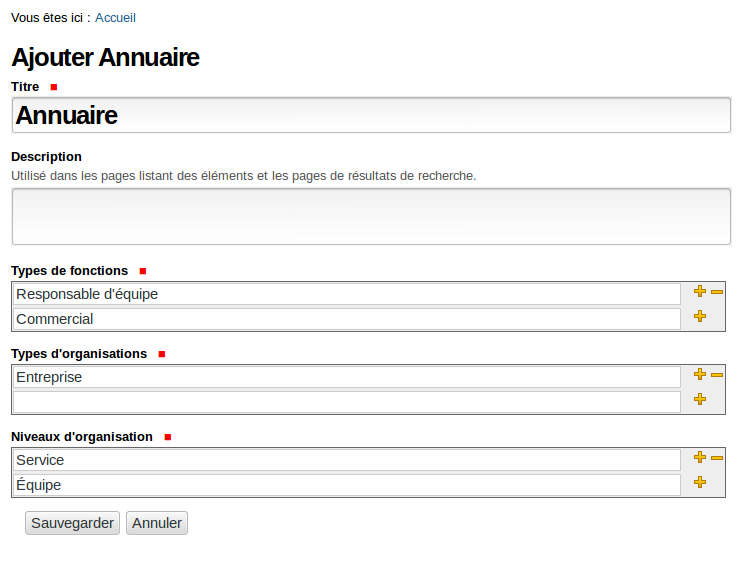 Vous êtes ici : Accueil
Ajouter Annuaire
Titre
Annuaire
Description
Utilisé dans les pages listant des éléments et les pages de résultats de recherche.
Types de fonctions
Responsable d'équipe
Commercial
Types d'organisations
Entreprise
Niveaux d'organisation
Service
Équipe
Sauvegarder Annuler